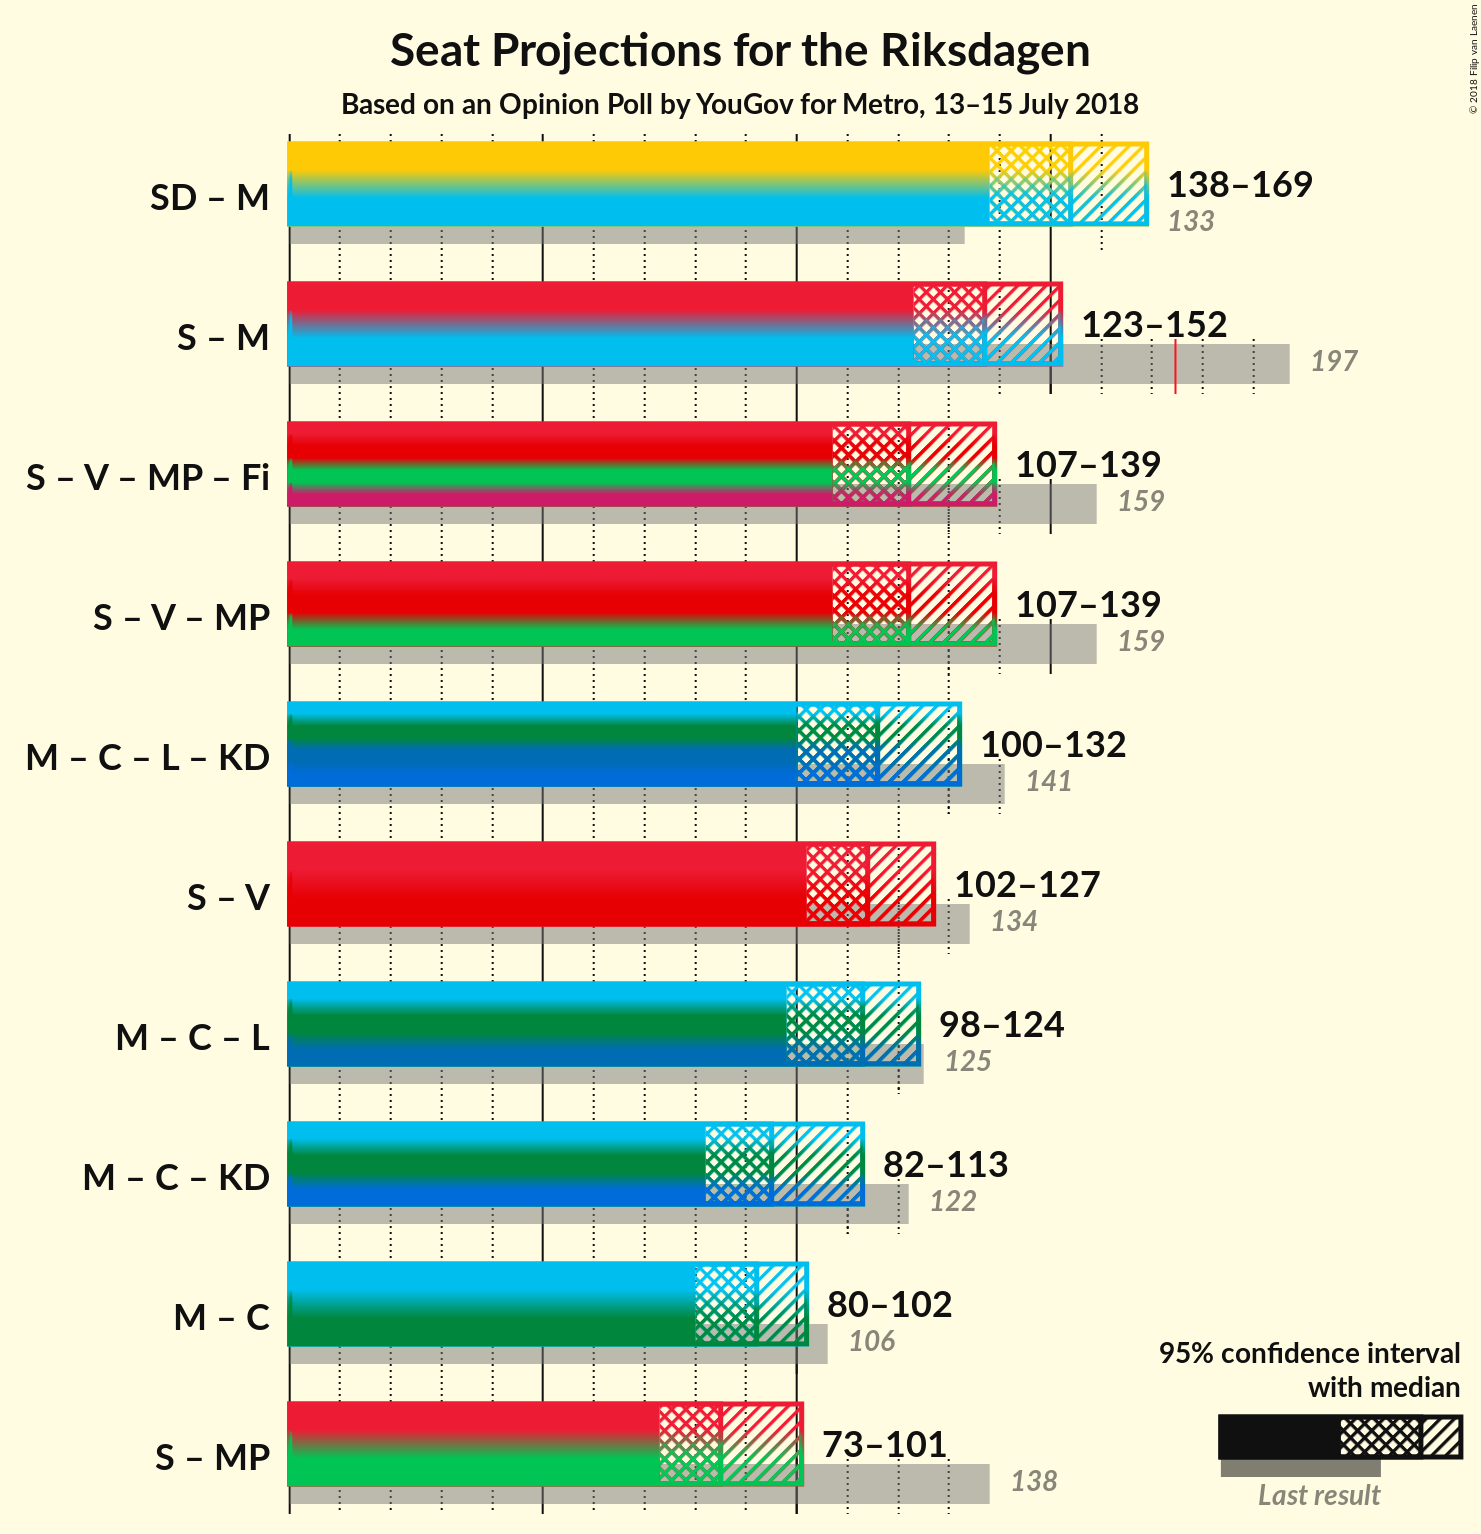 Seat Projections for the Riksdagen
Based on an Opinion Poll by YouGov for Metro, 13–15 July 2018
© 2018 Filip van Laenen
SD – M
138–169
133
S – M
123–152
197
S – V – MP – Fi
107–139
159
S – V – MP
107–139
159
M – C – L – KD
100–132
141
S – V
102–127
134
M – C – L
98–124
125
M – C – KD
82–113
122
M – C
80–102
106
S – MP
73–101
138
95% confidence interval
with median
Last result